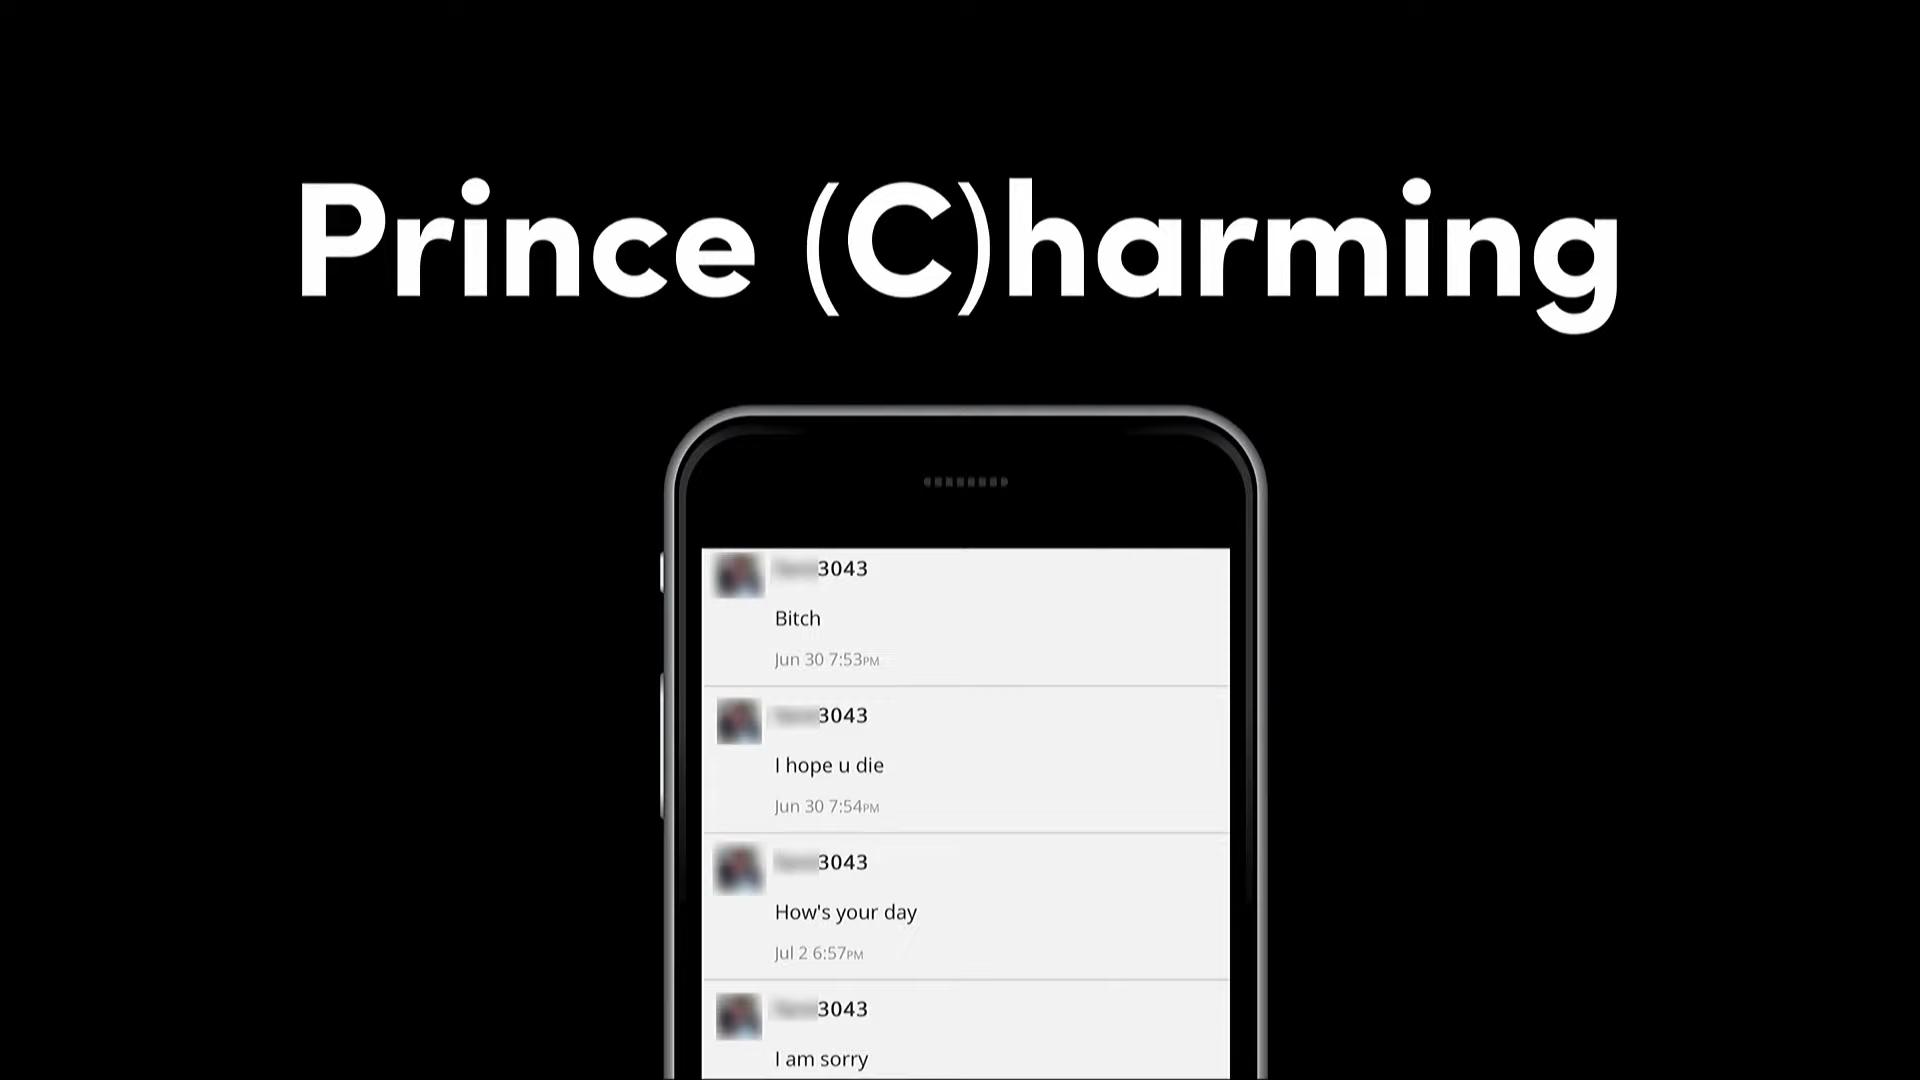 Prince (C)harming
3043
Bitch
Jun 30 7:53PM
3043
I hope u die
Jun 30 7:54PM
3043
How's your day
Jul 2 6:57PM
3043
I am sorry